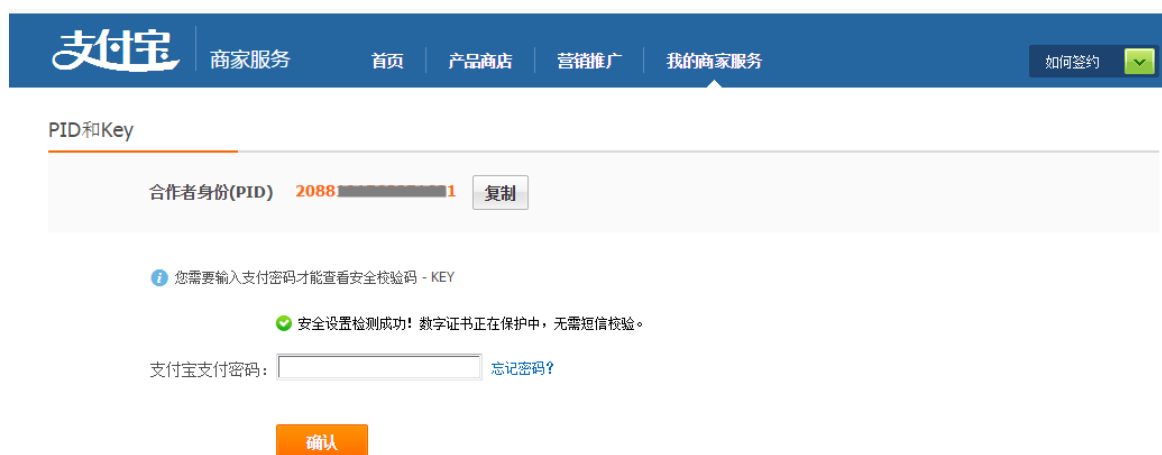 支付宝 商家服务 首页 产品商店 营销推广 我的商家服务 如何签约
PID和Key
合作者身份(PID) 2088 1 复制
您需要输入支付密码才能查看安全校验码 - KEY
安全设置检测成功！数字证书正在保护中，无需短信校验。
支付宝支付密码： 忘记密码？
确认